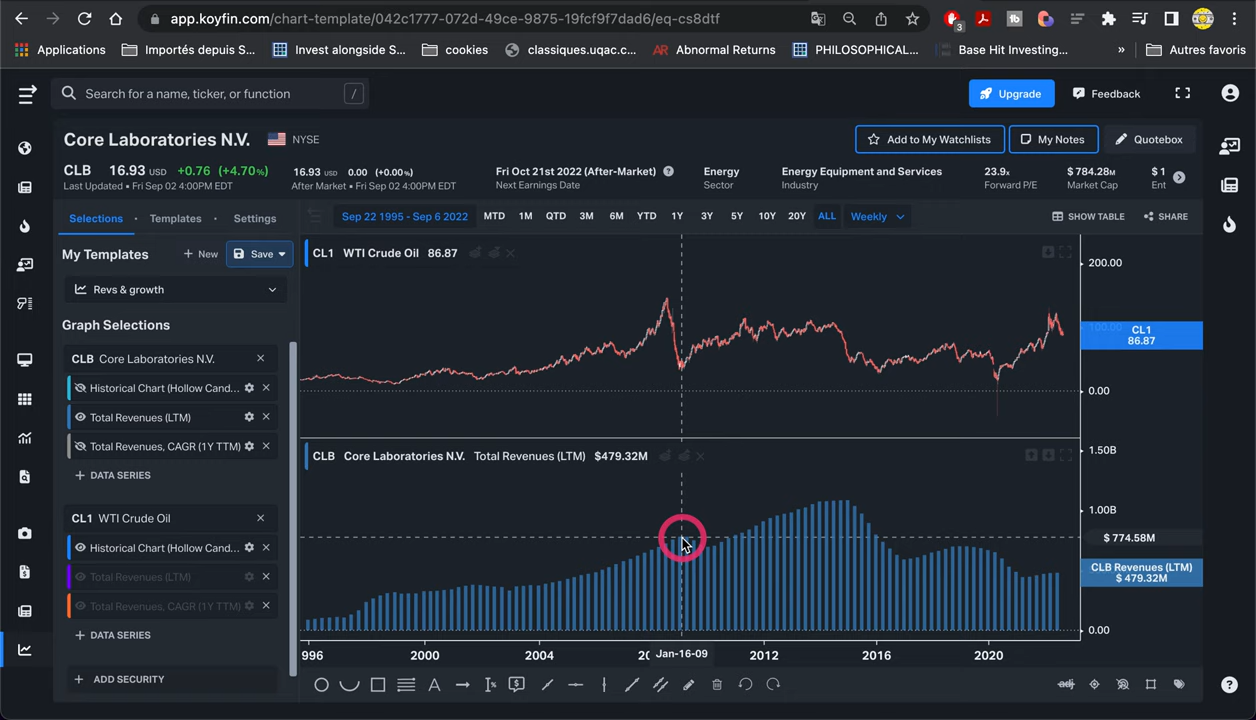 app.koyfin.com/chart-template/042c1777-072d-49ce-9875-19fcf9f7dad6/eq-cs8dtf
3
Applications Importés depuis S... Invest alongside S... cookies classiques.uqac.c... AR Abnormal Returns PHILOSOPHICAL... Base Hit Investing... » Autres favoris
Search for a name, ticker, or function /
Upgrade Feedback
Core Laboratories N.V. NYSE
Add to My Watchlists My Notes Quotebox
CLB 16.93 USD +0.76 (+4.70%)
Last Updated • Fri Sep 02 4:00PM EDT
16.93 USD 0.00 (+0.00%)
After Market • Fri Sep 02 4:00PM EDT
Fri Oct 21st 2022 (After-Market)
Next Earnings Date
Energy
Sector
Energy Equipment and Services
Industry
23.9x
Forward P/E
$ 784.28M
Market Cap
$ 1
Ent
Selections • Templates • Settings
Sep 22 1995 - Sep 6 2022 MTD 1M QTD 3M 6M YTD 1Y 3Y 5Y 10Y 20Y ALL Weekly SHOW TABLE SHARE
My Templates + New Save
Revs & growth
Graph Selections
CLB Core Laboratories N.V.
Historical Chart (Hollow Cand...
Total Revenues (LTM)
Total Revenues, CAGR (1Y TTM)
+ DATA SERIES
CL1 WTI Crude Oil
Historical Chart (Hollow Cand...
Total Revenues (LTM)
Total Revenues, CAGR (1Y TTM)
+ DATA SERIES
+ ADD SECURITY
CL1 WTI Crude Oil 86.87
200.00
100.00
CL1
86.87
0.00
CLB Core Laboratories N.V. Total Revenues (LTM) $479.32M
1.50B
1.00B
$ 774.58M
CLB Revenues (LTM)
$ 479.32M
0.00
996 2000 2004 20 Jan-16-09 2012 2016 2020
A
adj